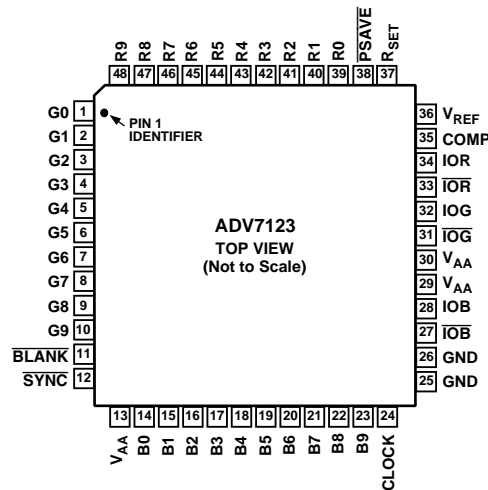 R9 R8 R7 R6 R5 R4 R3 R2 R1 R0 PSAVE RSET
48 47 46 45 44 43 42 41 40 39 38 37
G0 1
G1 2
G2 3
G3 4
G4 5
G5 6
G6 7
G7 8
G8 9
G9 10
BLANK 11
SYNC 12
PIN 1
IDENTIFIER
ADV7123
TOP VIEW
(Not to Scale)
36 VREF
35 COMP
34 IOR
33 IOR
32 IOG
31 IOG
30 VAA
29 VAA
28 IOB
27 IOB
26 GND
25 GND
13 14 15 16 17 18 19 20 21 22 23 24
VAA B0 B1 B2 B3 B4 B5 B6 B7 B8 B9 CLOCK